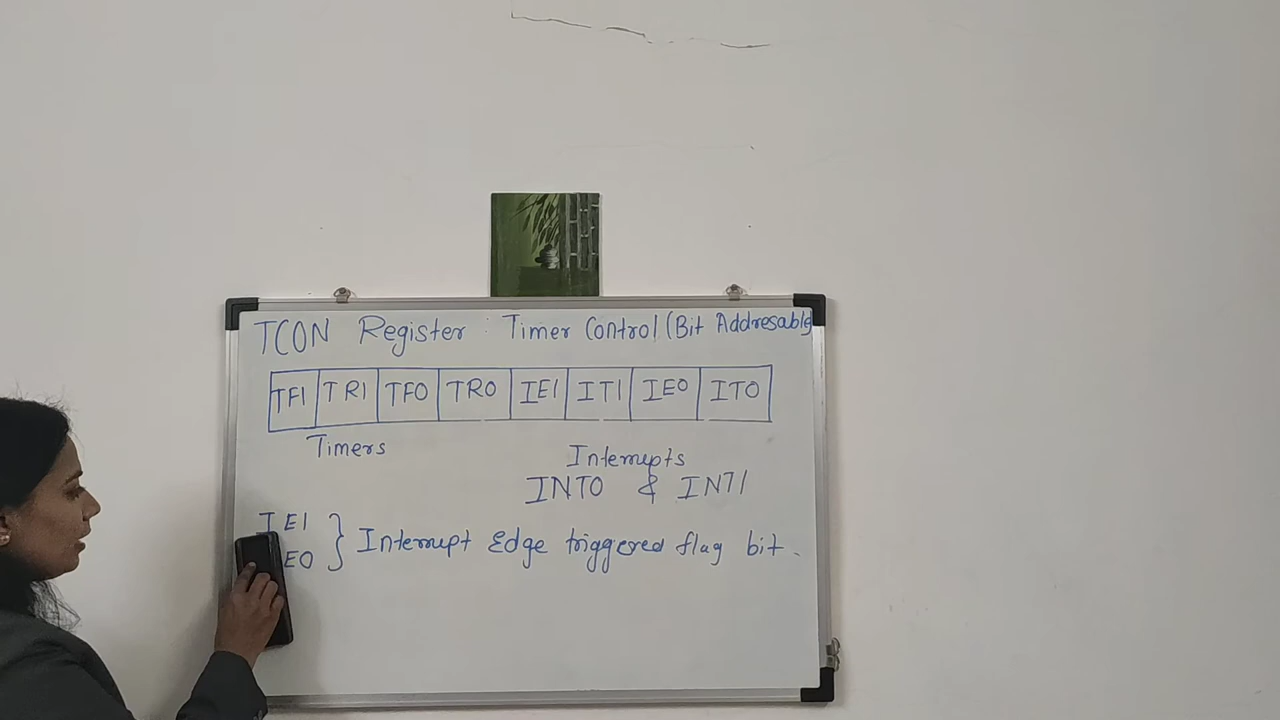 TCON Register : Timer Control (Bit Addresable)
TF1 TR1 TF0 TR0 IE1 IT1 IE0 IT0
Timers
Interrupts
INT0 & INT1
IE1
E0 } Interrupt Edge triggered flag bit.